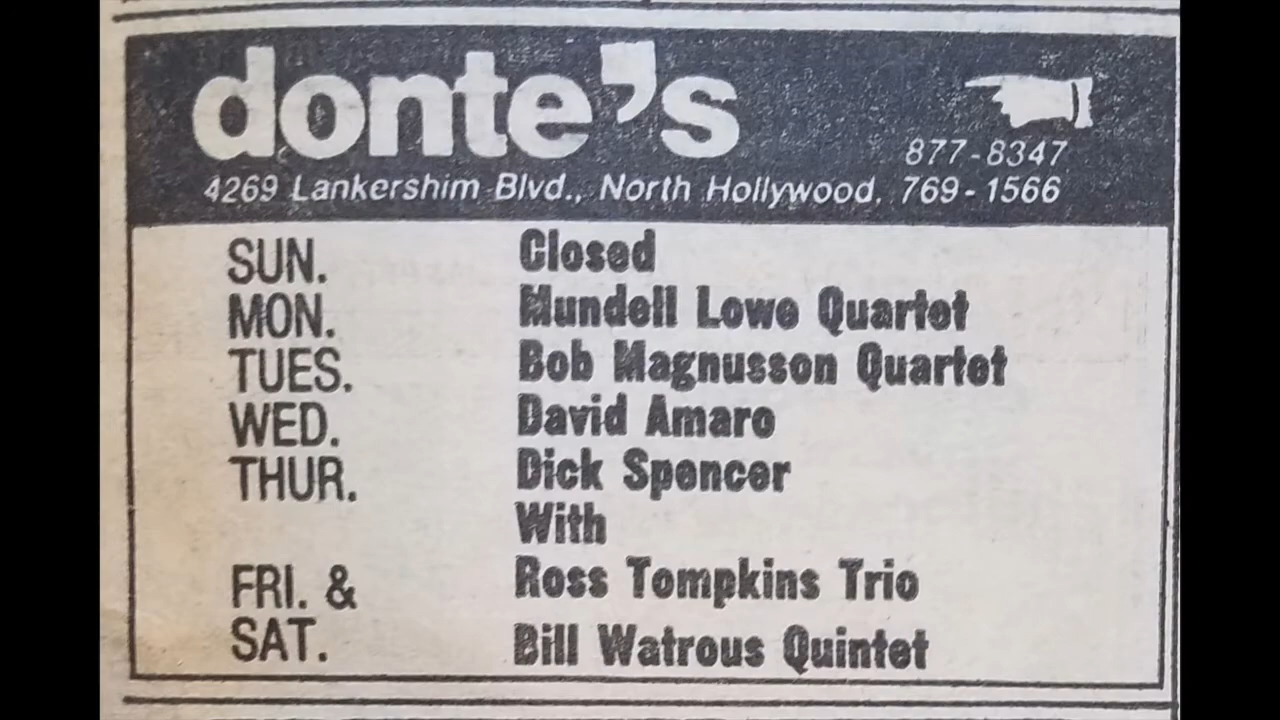 donte's
877-8347
4269 Lankershim Blvd., North Hollywood, 769-1566
SUN. Closed
MON. Mundell Lowe Quartet
TUES. Bob Magnusson Quartet
WED. David Amaro
THUR. Dick Spencer
With
FRI. & Ross Tompkins Trio
SAT. Bill Watrous Quintet